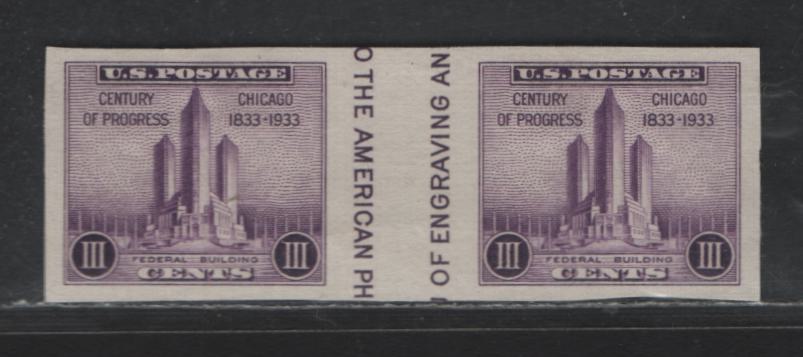 U.S. POSTAGE
CENTURY OF PROGRESS
CHICAGO 1833-1933
III
III
FEDERAL BUILDING
CENTS
O THE AMERICAN PH
OF ENGRAVING AN
U.S. POSTAGE
CENTURY OF PROGRESS
CHICAGO 1833-1933
III
III
FEDERAL BUILDING
CENTS